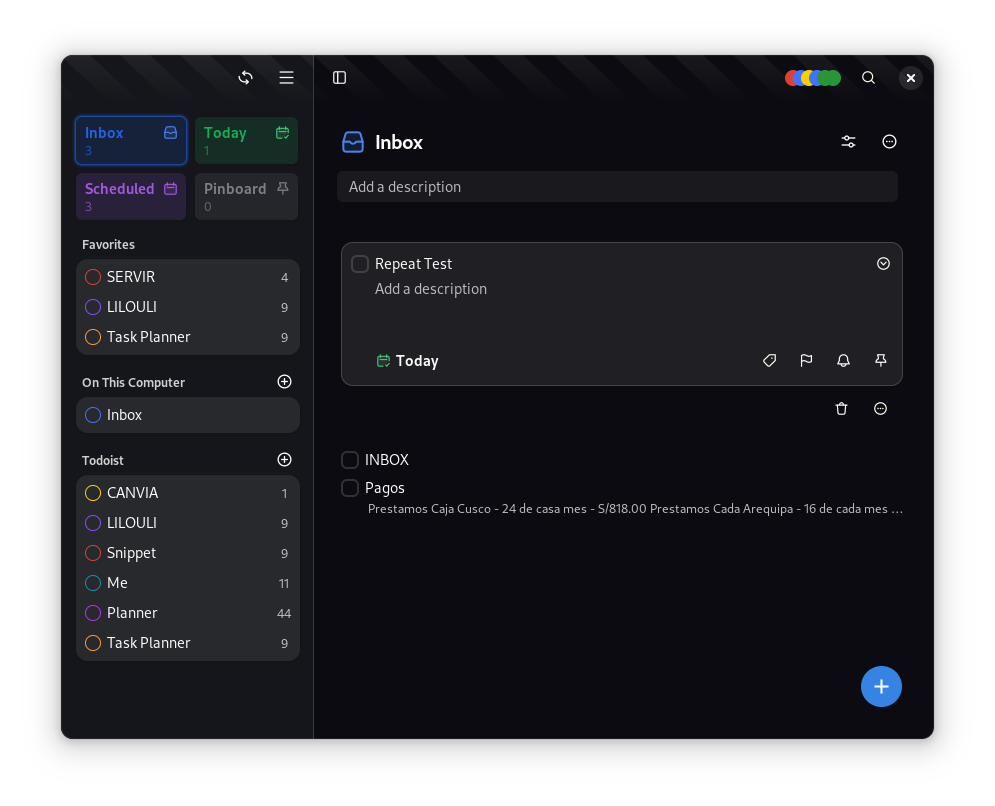 Inbox
3
Today
1
Scheduled
3
Pinboard
0
Favorites
SERVIR 4
LILOULI 9
Task Planner 9
On This Computer
Inbox
Todoist
CANVIA 1
LILOULI 9
Snippet 9
Me 11
Planner 44
Task Planner 9
Inbox
Add a description
Repeat Test
Add a description
Today
INBOX
Pagos
Prestamos Caja Cusco - 24 de casa mes - S/818.00 Prestamos Cada Arequipa - 16 de cada mes ...